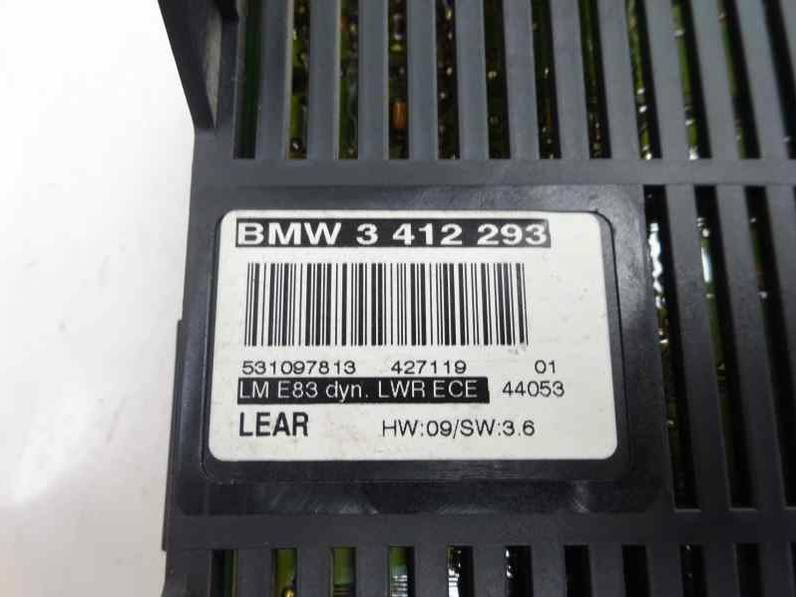 BMW 3 412 293
531097813 427119 01
LM E83 dyn. LWR ECE 44053
LEAR HW:09/SW:3.6